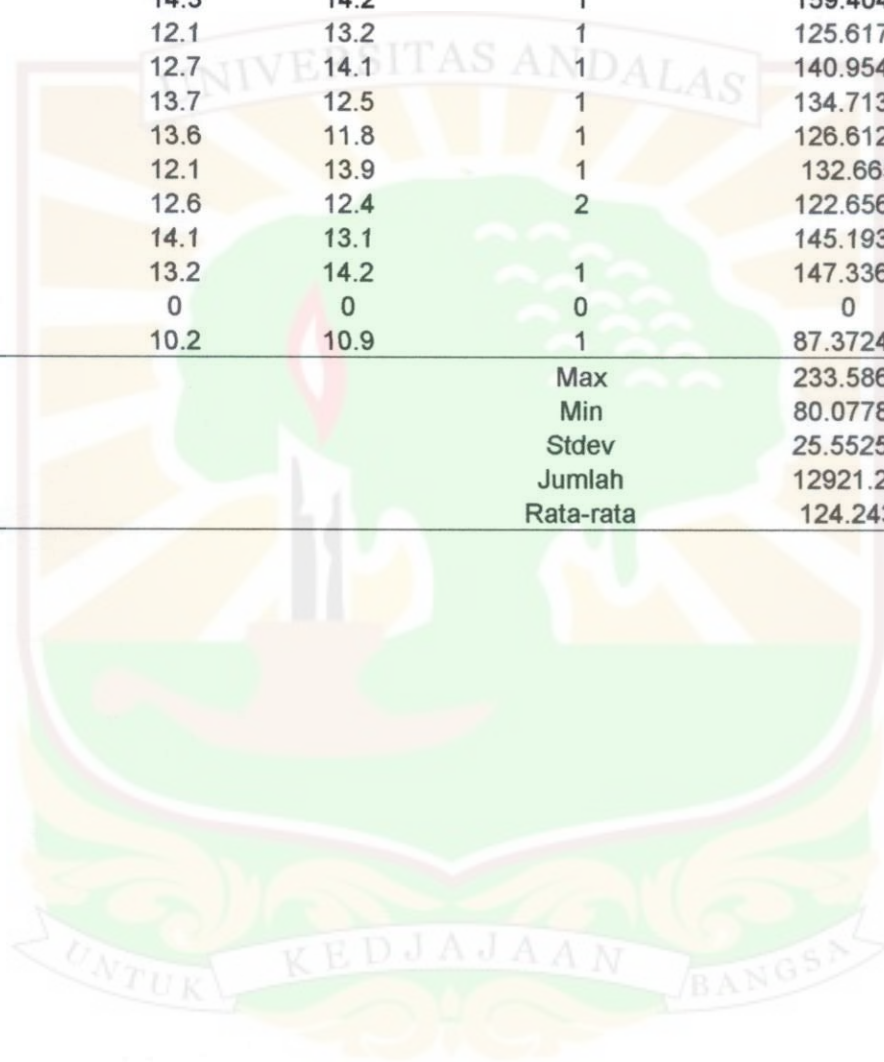 14.3 14.2 1 159.404
12.1 13.2 1 125.617
12.7 14.1 1 140.954
13.7 12.5 1 134.713
13.6 11.8 1 126.612
12.1 13.9 1 132.66
12.6 12.4 2 122.656
14.1 13.1 145.193
13.2 14.2 1 147.336
0 0 0 0
10.2 10.9 1 87.3724
Max 233.586
Min 80.0778
Stdev 25.5525
Jumlah 12921.2
Rata-rata 124.243
UNIVERSITAS ANDALAS
UNTUK KEDJAJAAN BANGSA